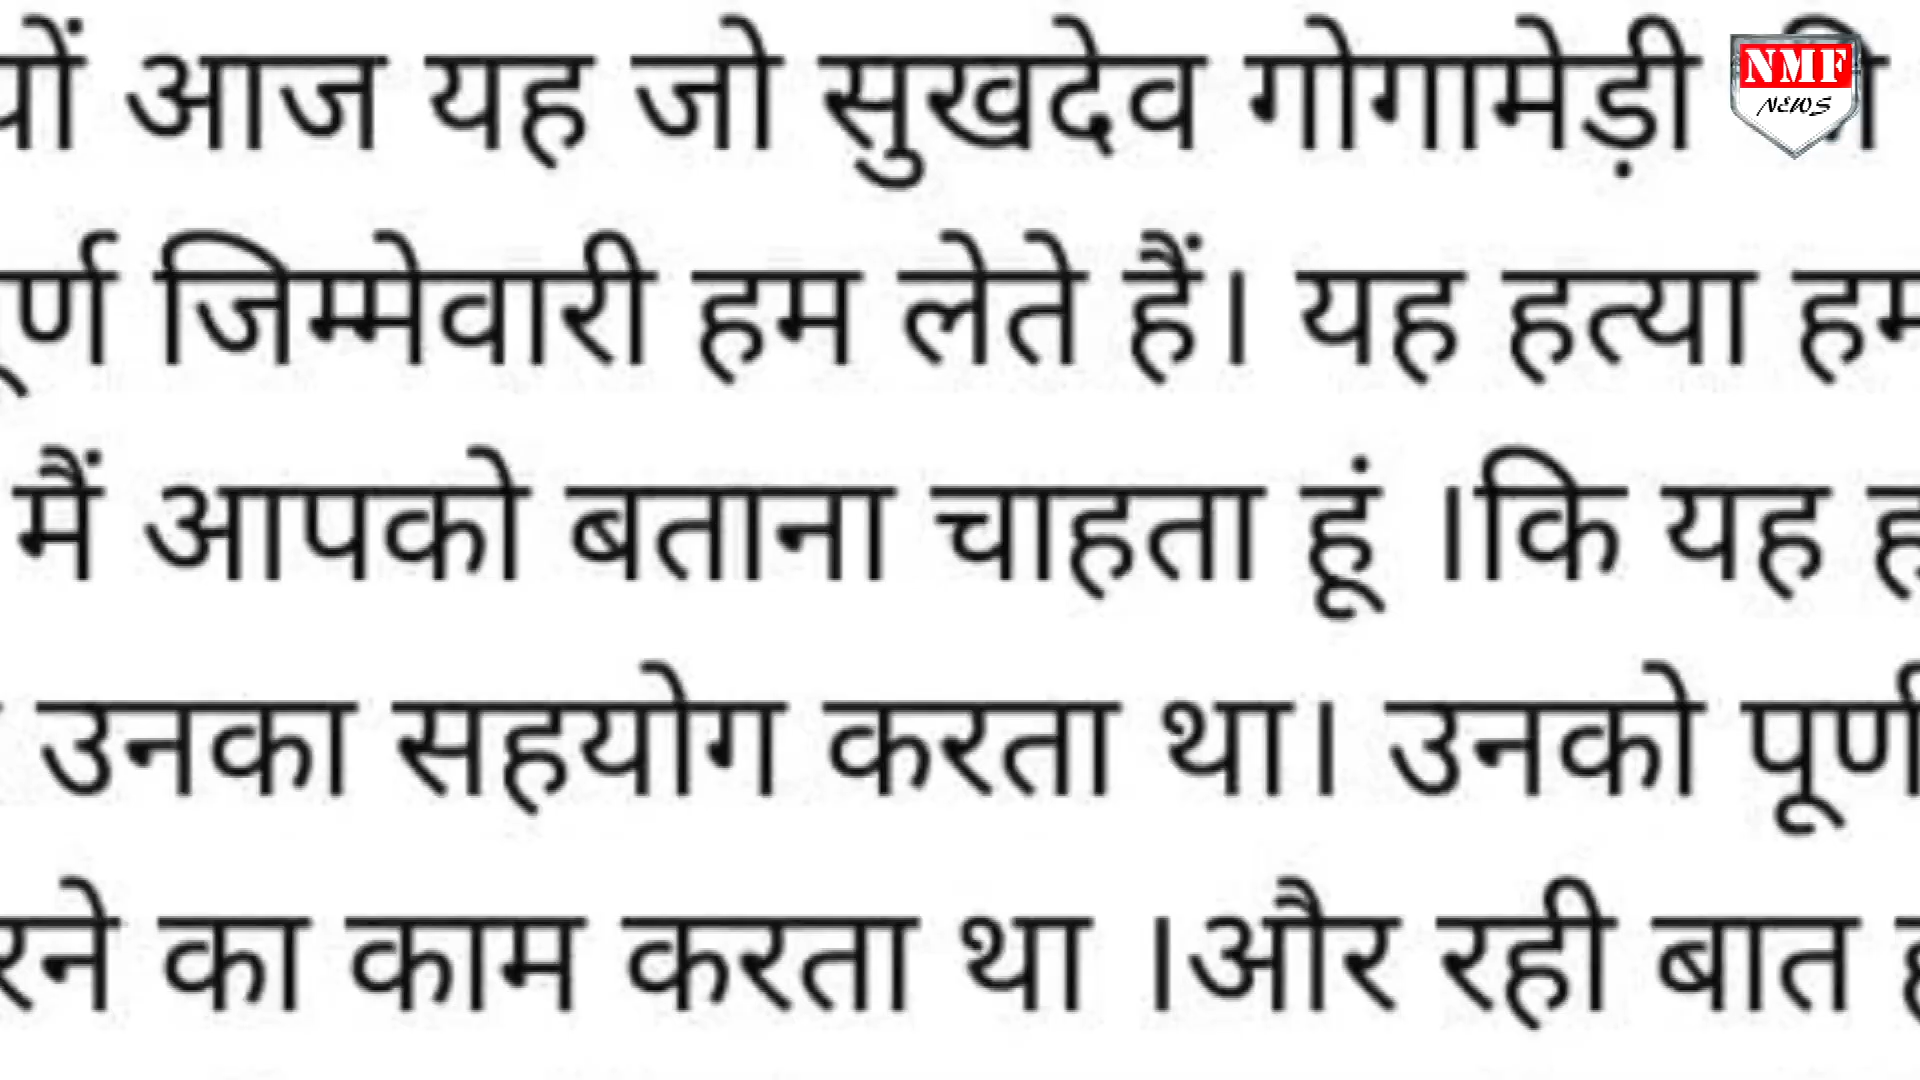 आज यह जो सुखदेव गोगामेड़ी
NMF
NEWS
जिम्मेवारी हम लेते हैं। यह हत्या हम
मैं आपको बताना चाहता हूं ।कि यह
उनका सहयोग करता था। उनको
का काम करता था ।और रही बात